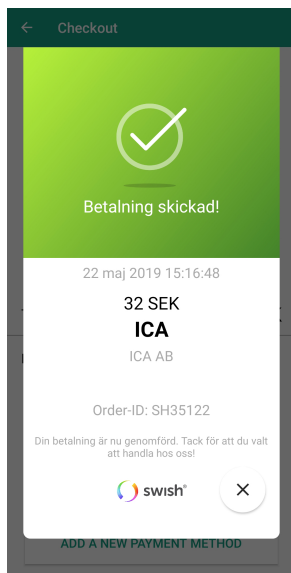 Checkout
Betalning skickad!
22 maj 2019 15:16:48
32 SEK
ICA
ICA AB
Order-ID: SH35122
Din betalning är nu genomförd. Tack för att du valt
att handla hos oss!
swish®
ADD A NEW PAYMENT METHOD